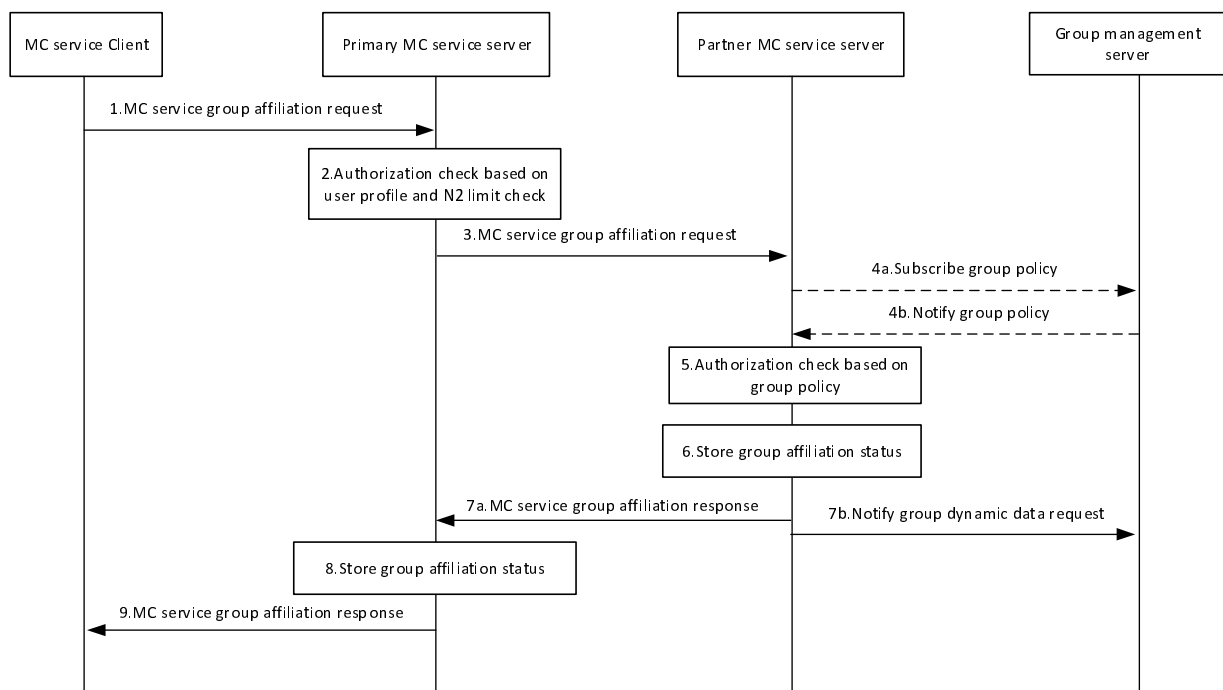 MC service Client
Primary MC service server
Partner MC service server
Group management
server
1.MC service group affiliation request
2.Authorization check based on
user profile and N2 limit check
3.MC service group affiliation request
4a.Subscribe group policy
4b.Notify group policy
5.Authorization check based on
group policy
6.Store group affiliation status
7a.MC service group affiliation response
7b.Notify group dynamic data request
8.Store group affiliation status
9.MC service group affiliation response